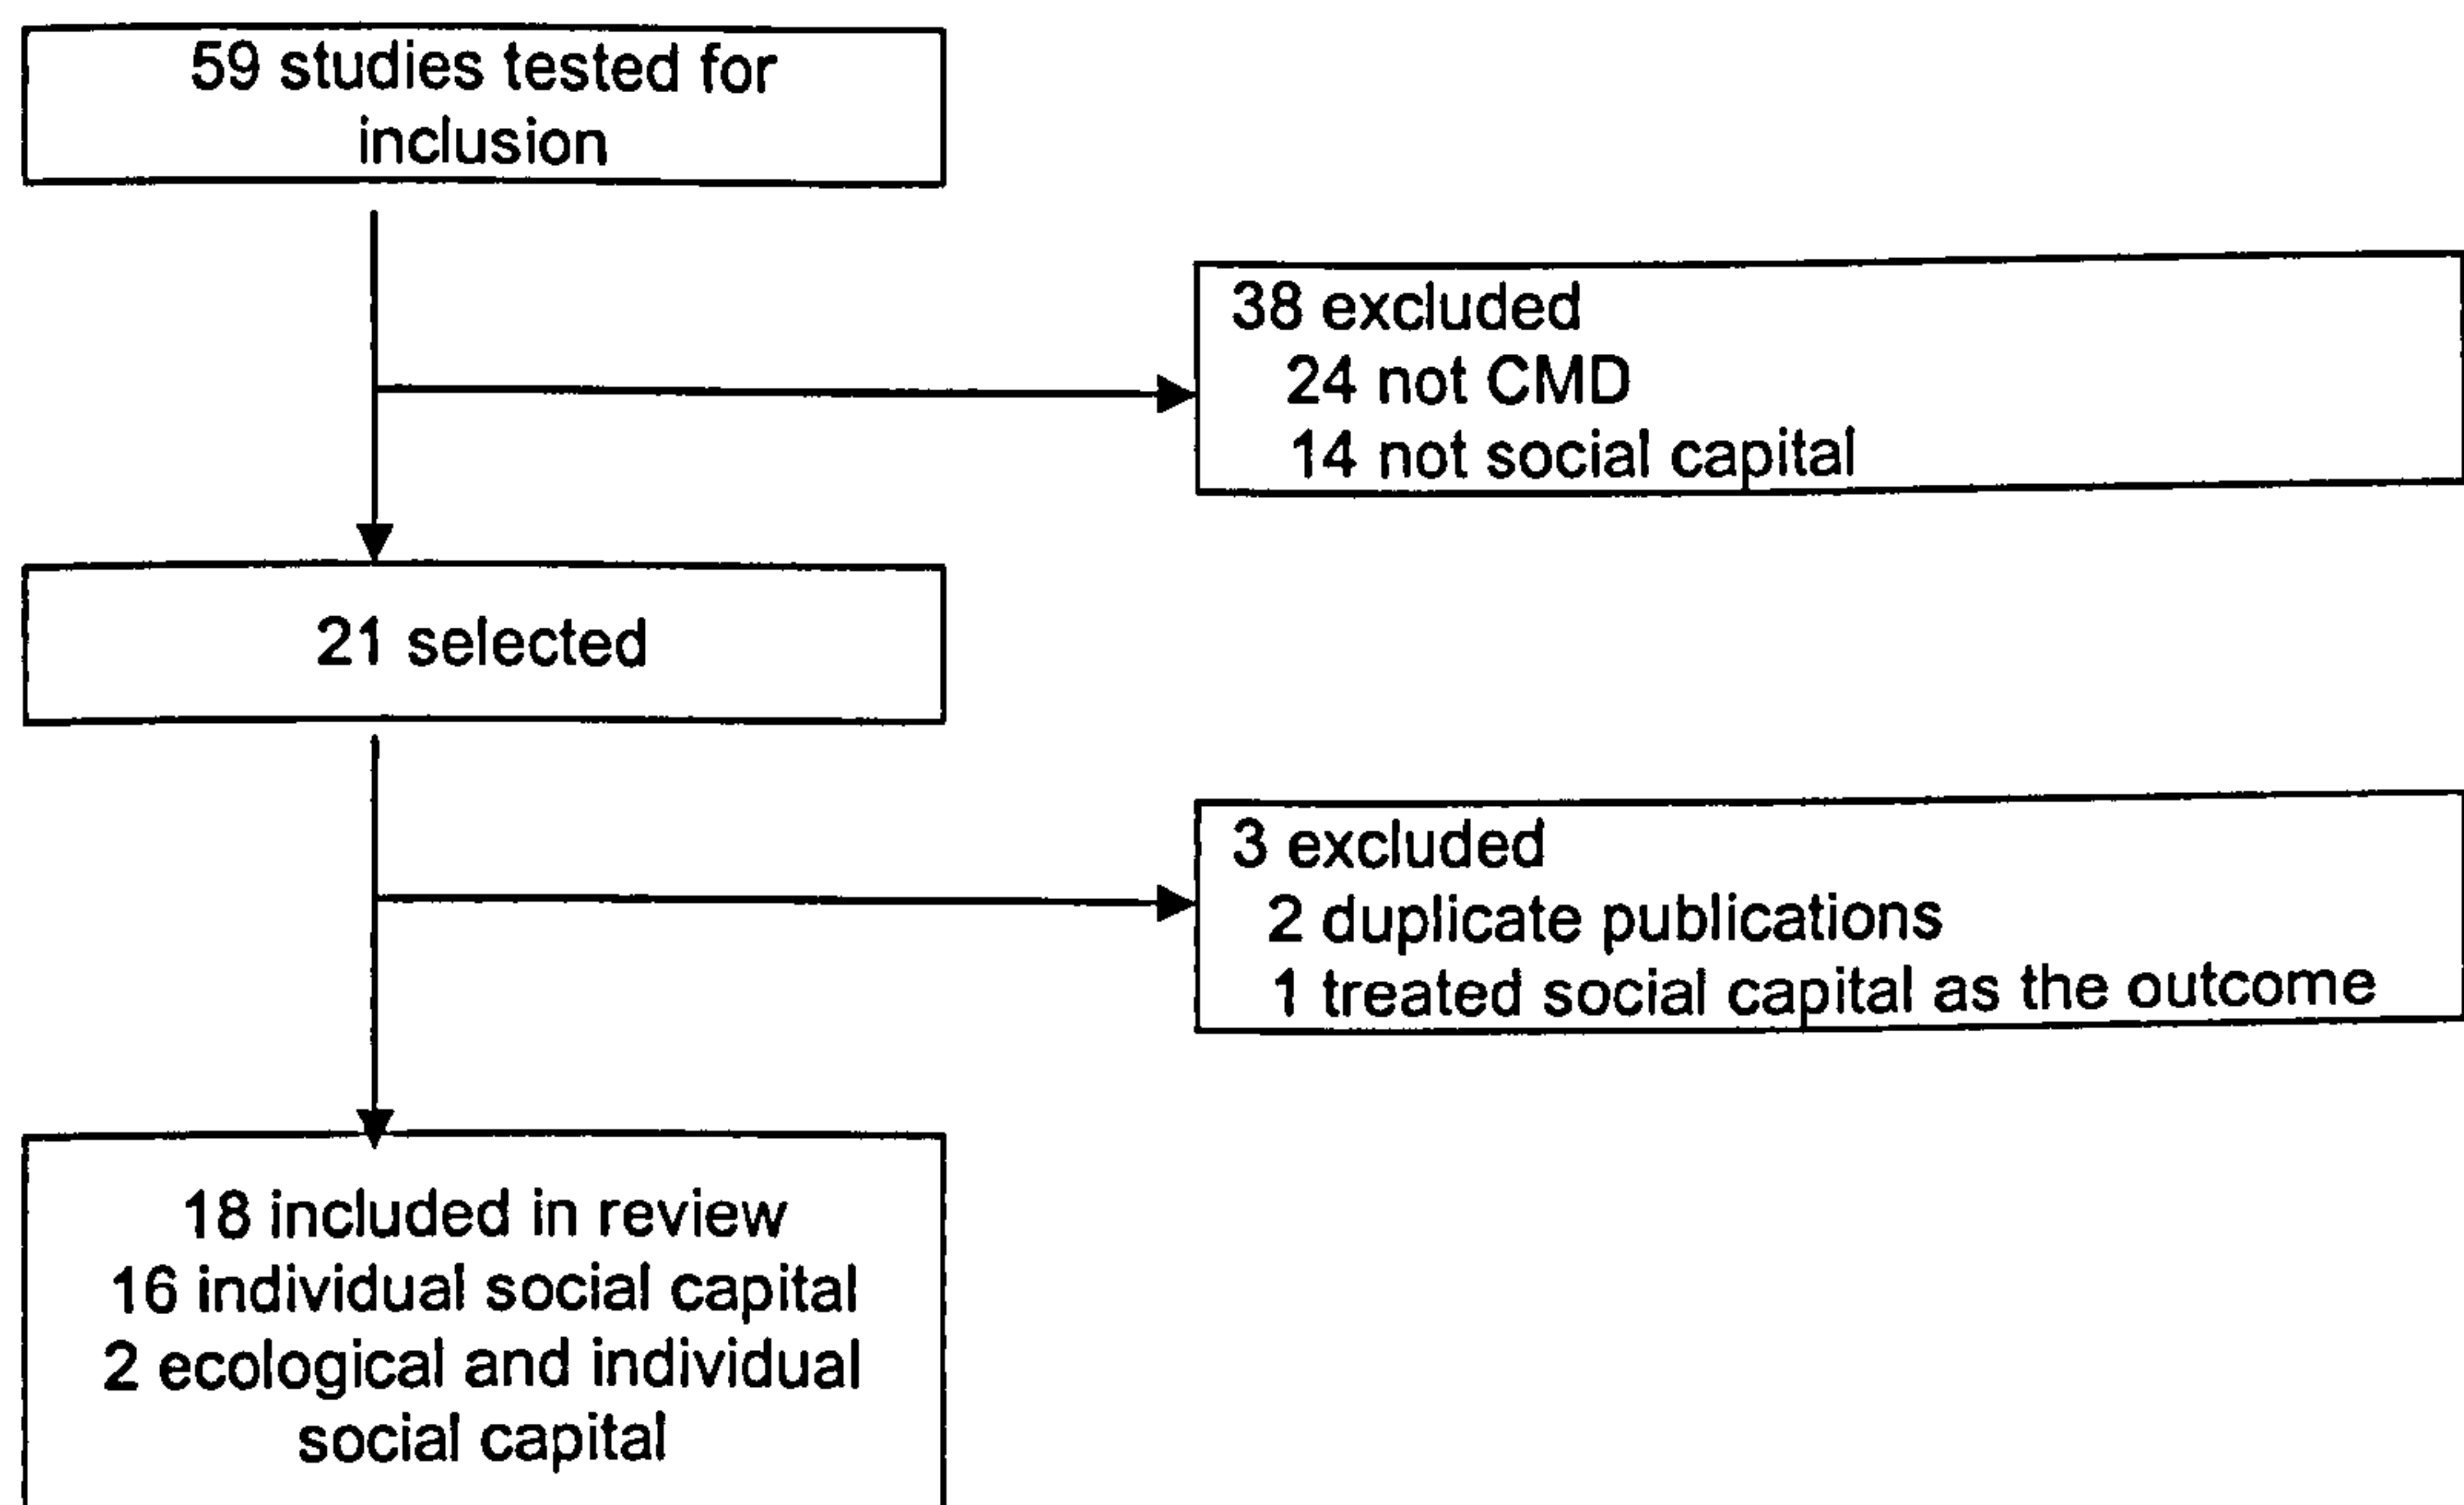 59 studies tested for
inclusion
38 excluded
24 not CMD
14 not social capital
21 selected
3 excluded
2 duplicate publications
1 treated social capital as the outcome
18 included in review
16 individual social capital
2 ecological and individual
social capital